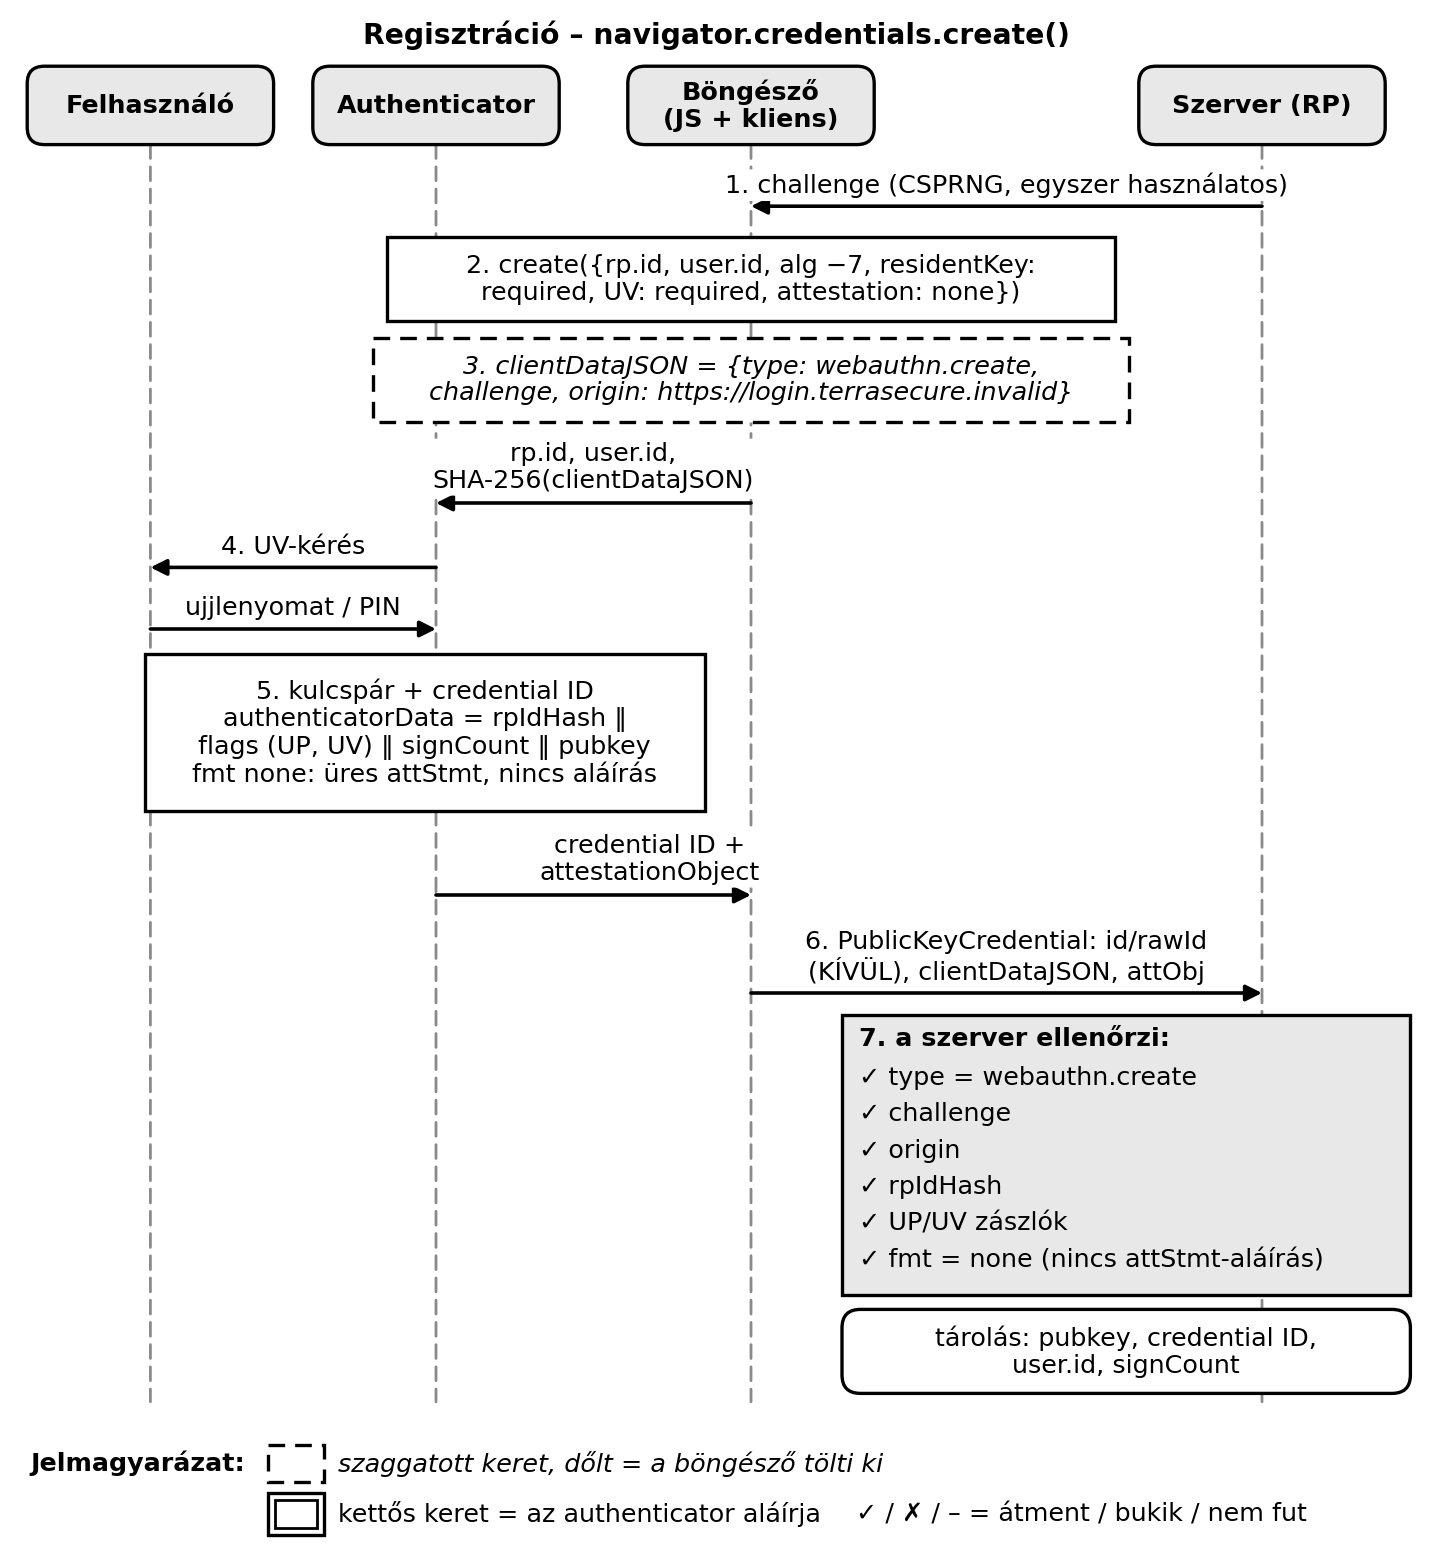 Regisztráció – navigator.credentials.create()
Felhasználó
Authenticator
Böngésző
(JS + kliens)
Szerver (RP)
1. challenge (CSPRNG, egyszer használatos)
2. create({rp.id, user.id, alg −7, residentKey:
required, UV: required, attestation: none})
3. clientDataJSON = {type: webauthn.create,
challenge, origin: https://login.terrasecure.invalid}
rp.id, user.id,
SHA-256(clientDataJSON)
4. UV-kérés
ujjlenyomat / PIN
5. kulcspár + credential ID
authenticatorData = rpIdHash ‖
flags (UP, UV) ‖ signCount ‖ pubkey
fmt none: üres attStmt, nincs aláírás
credential ID +
attestationObject
6. PublicKeyCredential: id/rawId
(KÍVÜL), clientDataJSON, attObj
7. a szerver ellenőrzi:
✓ type = webauthn.create
✓ challenge
✓ origin
✓ rpIdHash
✓ UP/UV zászlók
✓ fmt = none (nincs attStmt-aláírás)
tárolás: pubkey, credential ID,
user.id, signCount
Jelmagyarázat:
szaggatott keret, dőlt = a böngésző tölti ki
kettős keret = az authenticator aláírja
✓ / ✗ / – = átment / bukik / nem fut